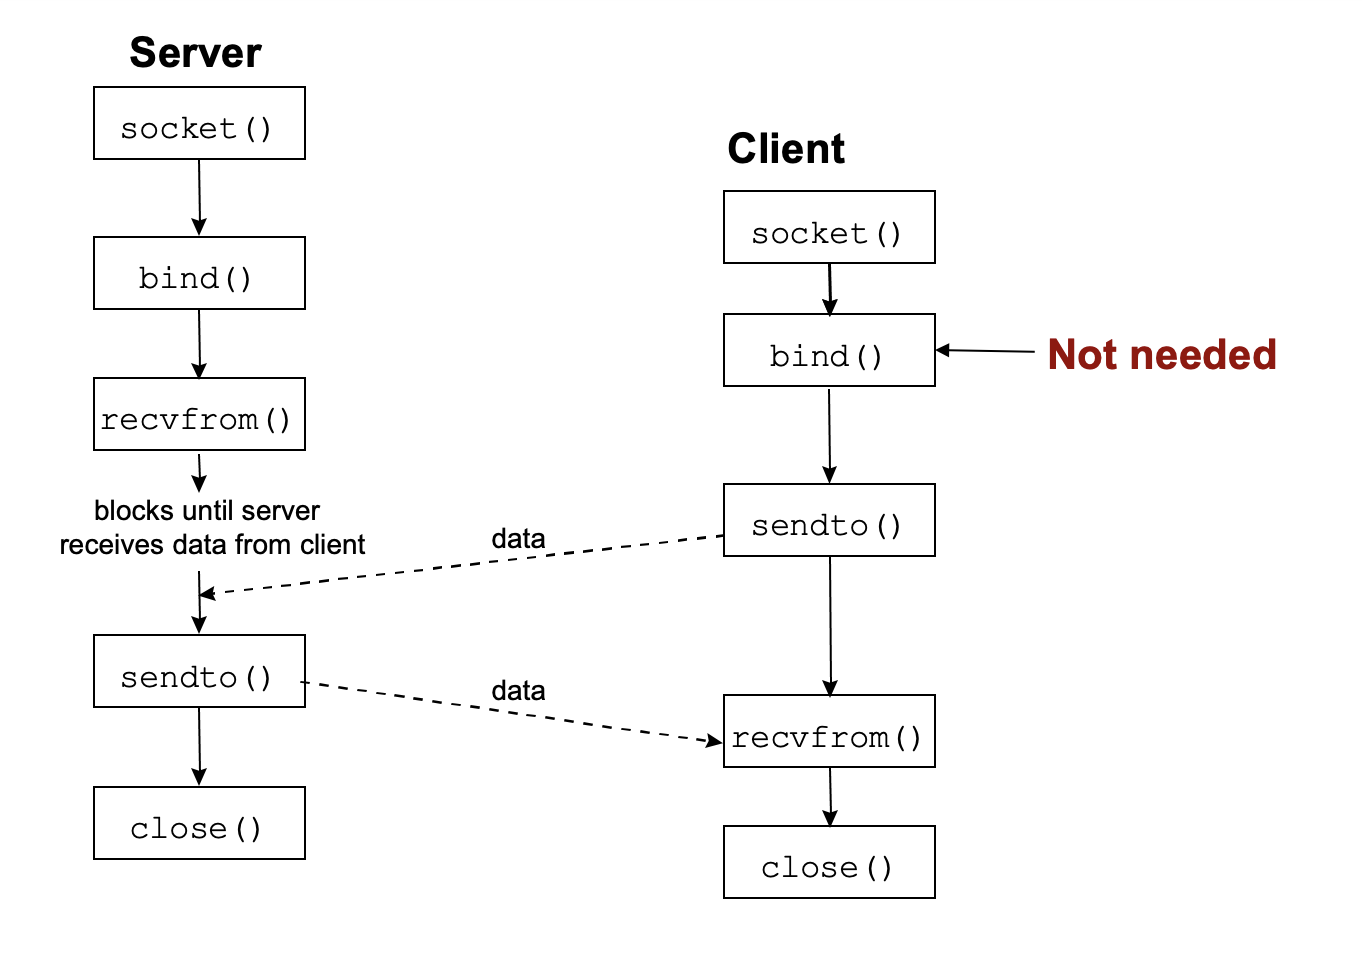 Server
socket()
bind()
recvfrom()
blocks until server
receives data from client
sendto()
close()
data
data
Client
socket()
bind()
Not needed
sendto()
recvfrom()
close()